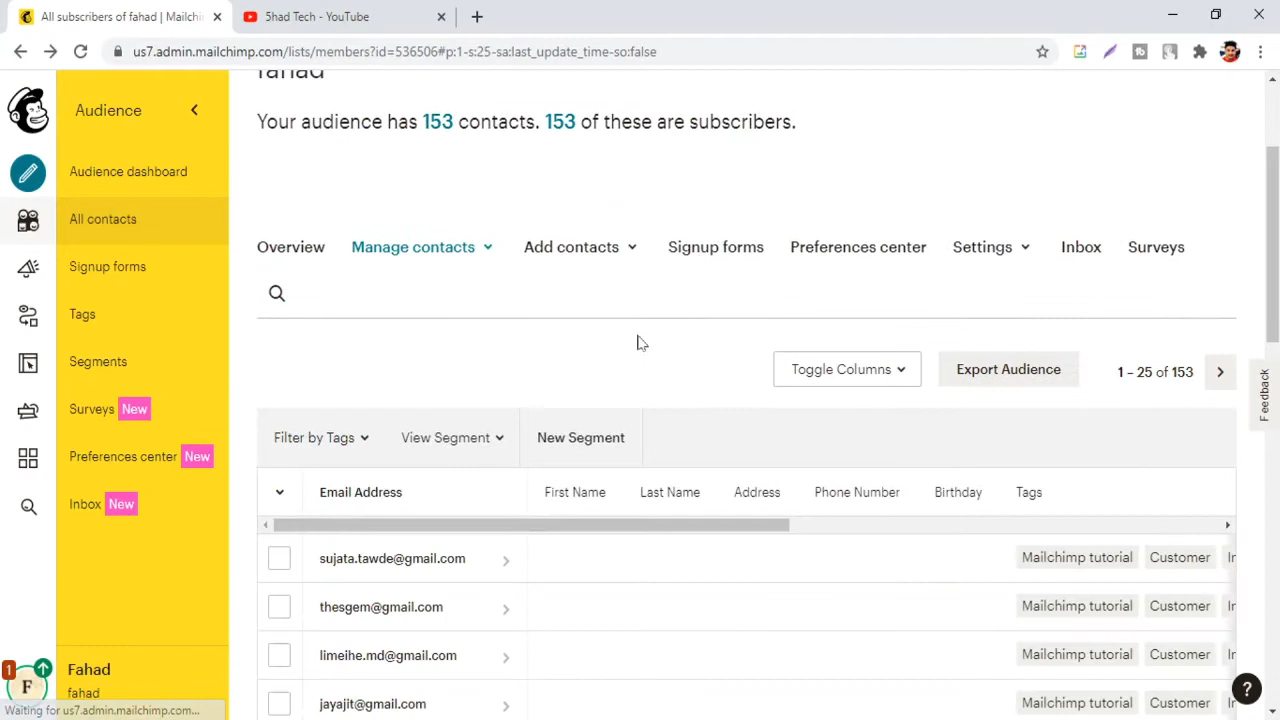 All subscribers of fahad | Mailchi
5had Tech - YouTube
us7.admin.mailchimp.com/lists/members?id=536506#p:1-s:25-sa:last_update_time-so:false
Audience
Audience dashboard
All contacts
Signup forms
Tags
Segments
Surveys New
Preferences center New
Inbox New
1
F
Fahad
fahad
Waiting for us7.admin.mailchimp.com...
fahad
Your audience has 153 contacts. 153 of these are subscribers.
Overview Manage contacts Add contacts Signup forms Preferences center Settings Inbox Surveys
Toggle Columns Export Audience 1 – 25 of 153
Filter by Tags View Segment New Segment
Email Address First Name Last Name Address Phone Number Birthday Tags
sujata.tawde@gmail.com Mailchimp tutorial Customer In
thesgem@gmail.com Mailchimp tutorial Customer
limeihe.md@gmail.com Mailchimp tutorial Customer
jayajit@gmail.com Mailchimp tutorial Customer
Feedback
?